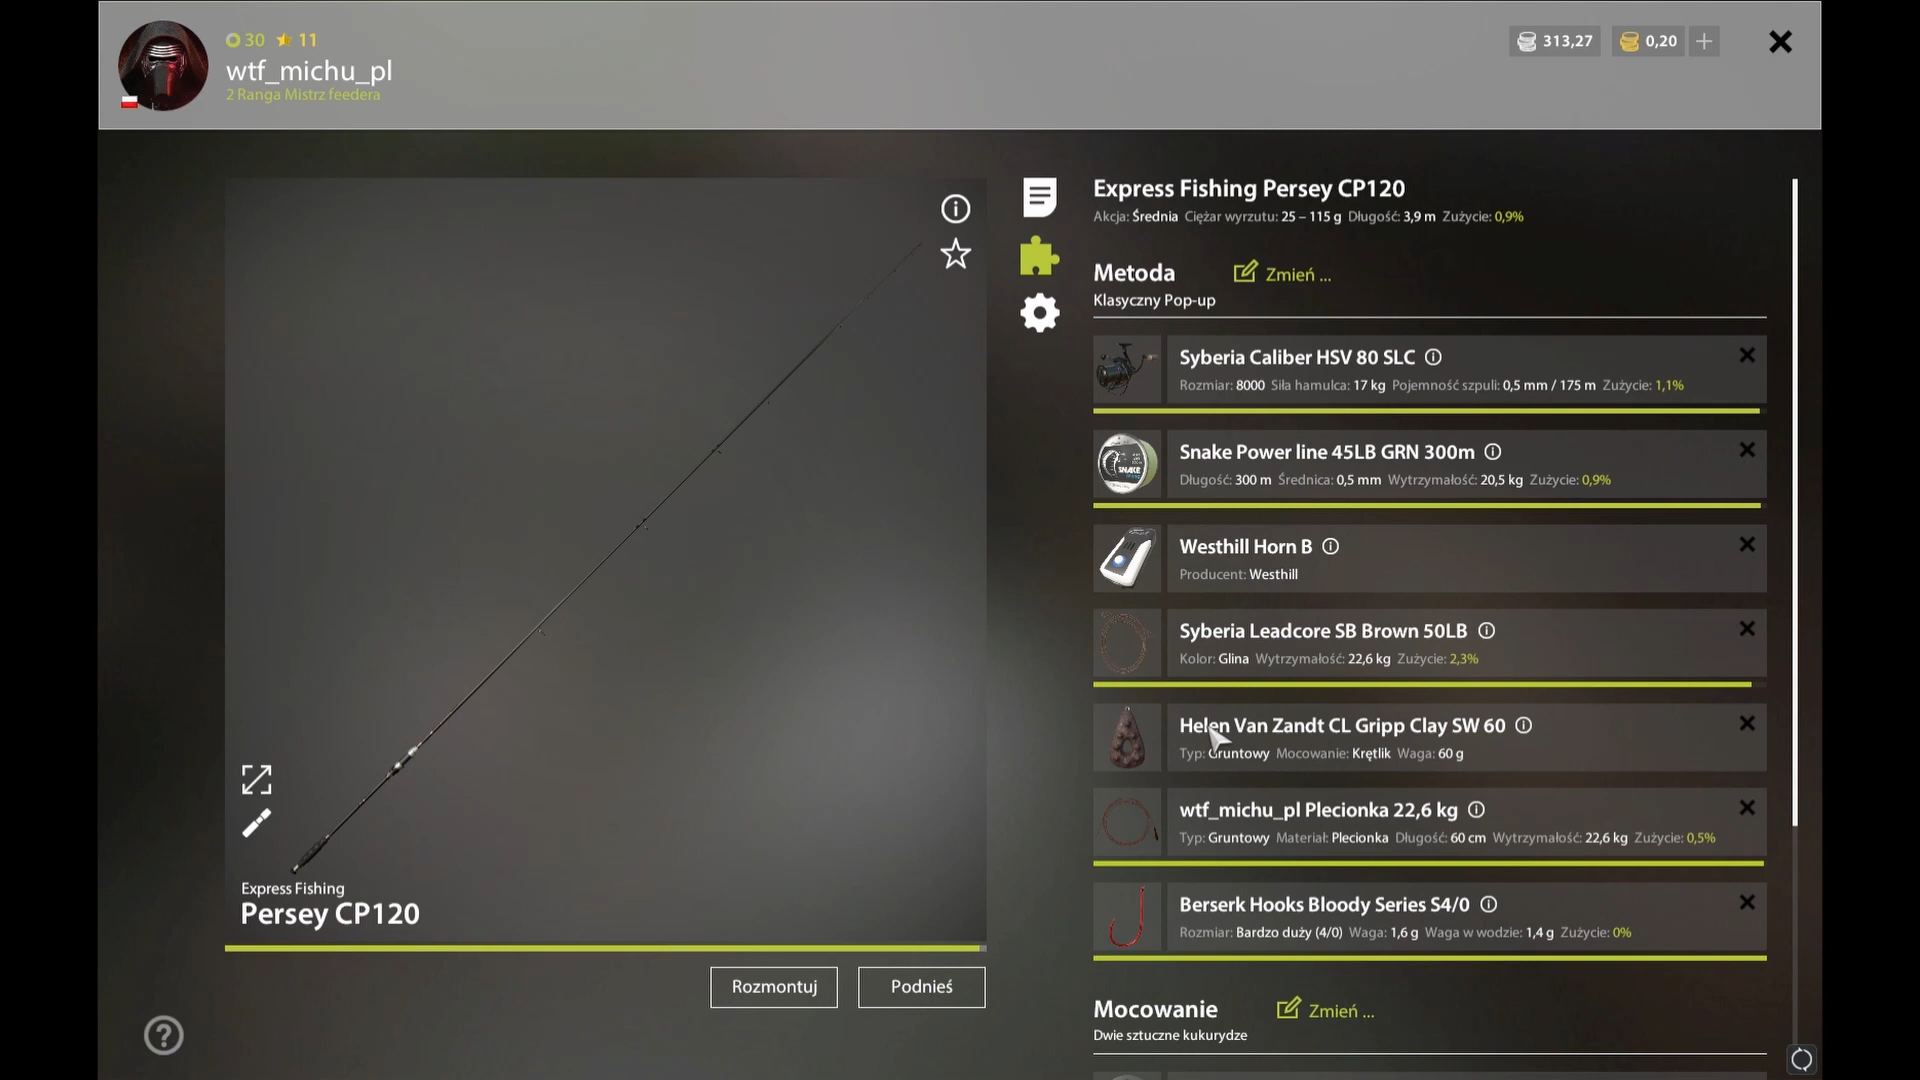 30 11
wtf_michu_pl
2 Ranga Mistrz feedera
313,27 0,20 +
Express Fishing Persey CP120
Akcja: Średnia Ciężar wyrzutu: 25 – 115 g Długość: 3,9 m Zużycie: 0,9%
Metoda Zmień ...
Klasyczny Pop-up
Syberia Caliber HSV 80 SLC
Rozmiar: 8000 Siła hamulca: 17 kg Pojemność szpuli: 0,5 mm / 175 m Zużycie: 1,1%
Snake Power line 45LB GRN 300m
Długość: 300 m Średnica: 0,5 mm Wytrzymałość: 20,5 kg Zużycie: 0,9%
SNAKE
Westhill Horn B
Producent: Westhill
Syberia Leadcore SB Brown 50LB
Kolor: Glina Wytrzymałość: 22,6 kg Zużycie: 2,3%
Helen Van Zandt CL Gripp Clay SW 60
Typ: Gruntowy Mocowanie: Krętlik Waga: 60 g
wtf_michu_pl Plecionka 22,6 kg
Typ: Gruntowy Materiał: Plecionka Długość: 60 cm Wytrzymałość: 22,6 kg Zużycie: 0,5%
Berserk Hooks Bloody Series S4/0
Rozmiar: Bardzo duży (4/0) Waga: 1,6 g Waga w wodzie: 1,4 g Zużycie: 0%
Mocowanie Zmień ...
Dwie sztuczne kukurydze
Express Fishing
Persey CP120
Rozmontuj Podnieś
?